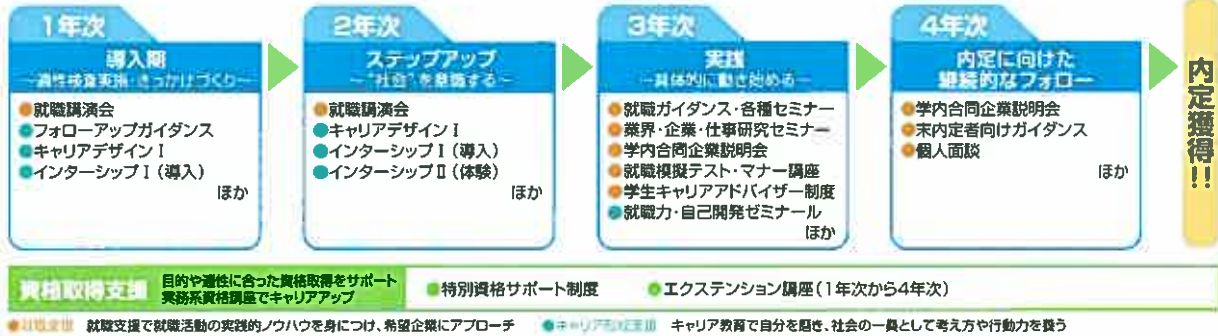 1年次
導入期
～適性検査実施・きっかけづくり～
●就職講演会
●フォローアップガイダンス
●キャリアデザインⅠ
●インターシップⅠ（導入）
ほか
2年次
ステップアップ
～"社会"を意識する～
●就職講演会
●キャリアデザインⅠ
●インターシップⅠ（導入）
●インターシップⅡ（体験）
ほか
3年次
実践
～具体的に動き始める～
●就職ガイダンス・各種セミナー
●業界・企業・仕事研究セミナー
●学内合同企業説明会
●就職模擬テスト・マナー講座
●学生キャリアアドバイザー制度
●就職力・自己開発ゼミナール
ほか
4年次
内定に向けた
継続的なフォロー
●学内合同企業説明会
●末内定者向けガイダンス
●個人面談
ほか
内定獲得!!
資格取得支援
目的や適性に合った資格取得をサポート
実務系資格講座でキャリアアップ
●特別資格サポート制度
●エクステンション講座（1年次から4年次）
●就職支援 就職支援で就職活動の実践的ノウハウを身につけ、希望企業にアプローチ
●キャリア形成支援 キャリア教育で自分を磨き、社会の一員として考え方や行動力を養う